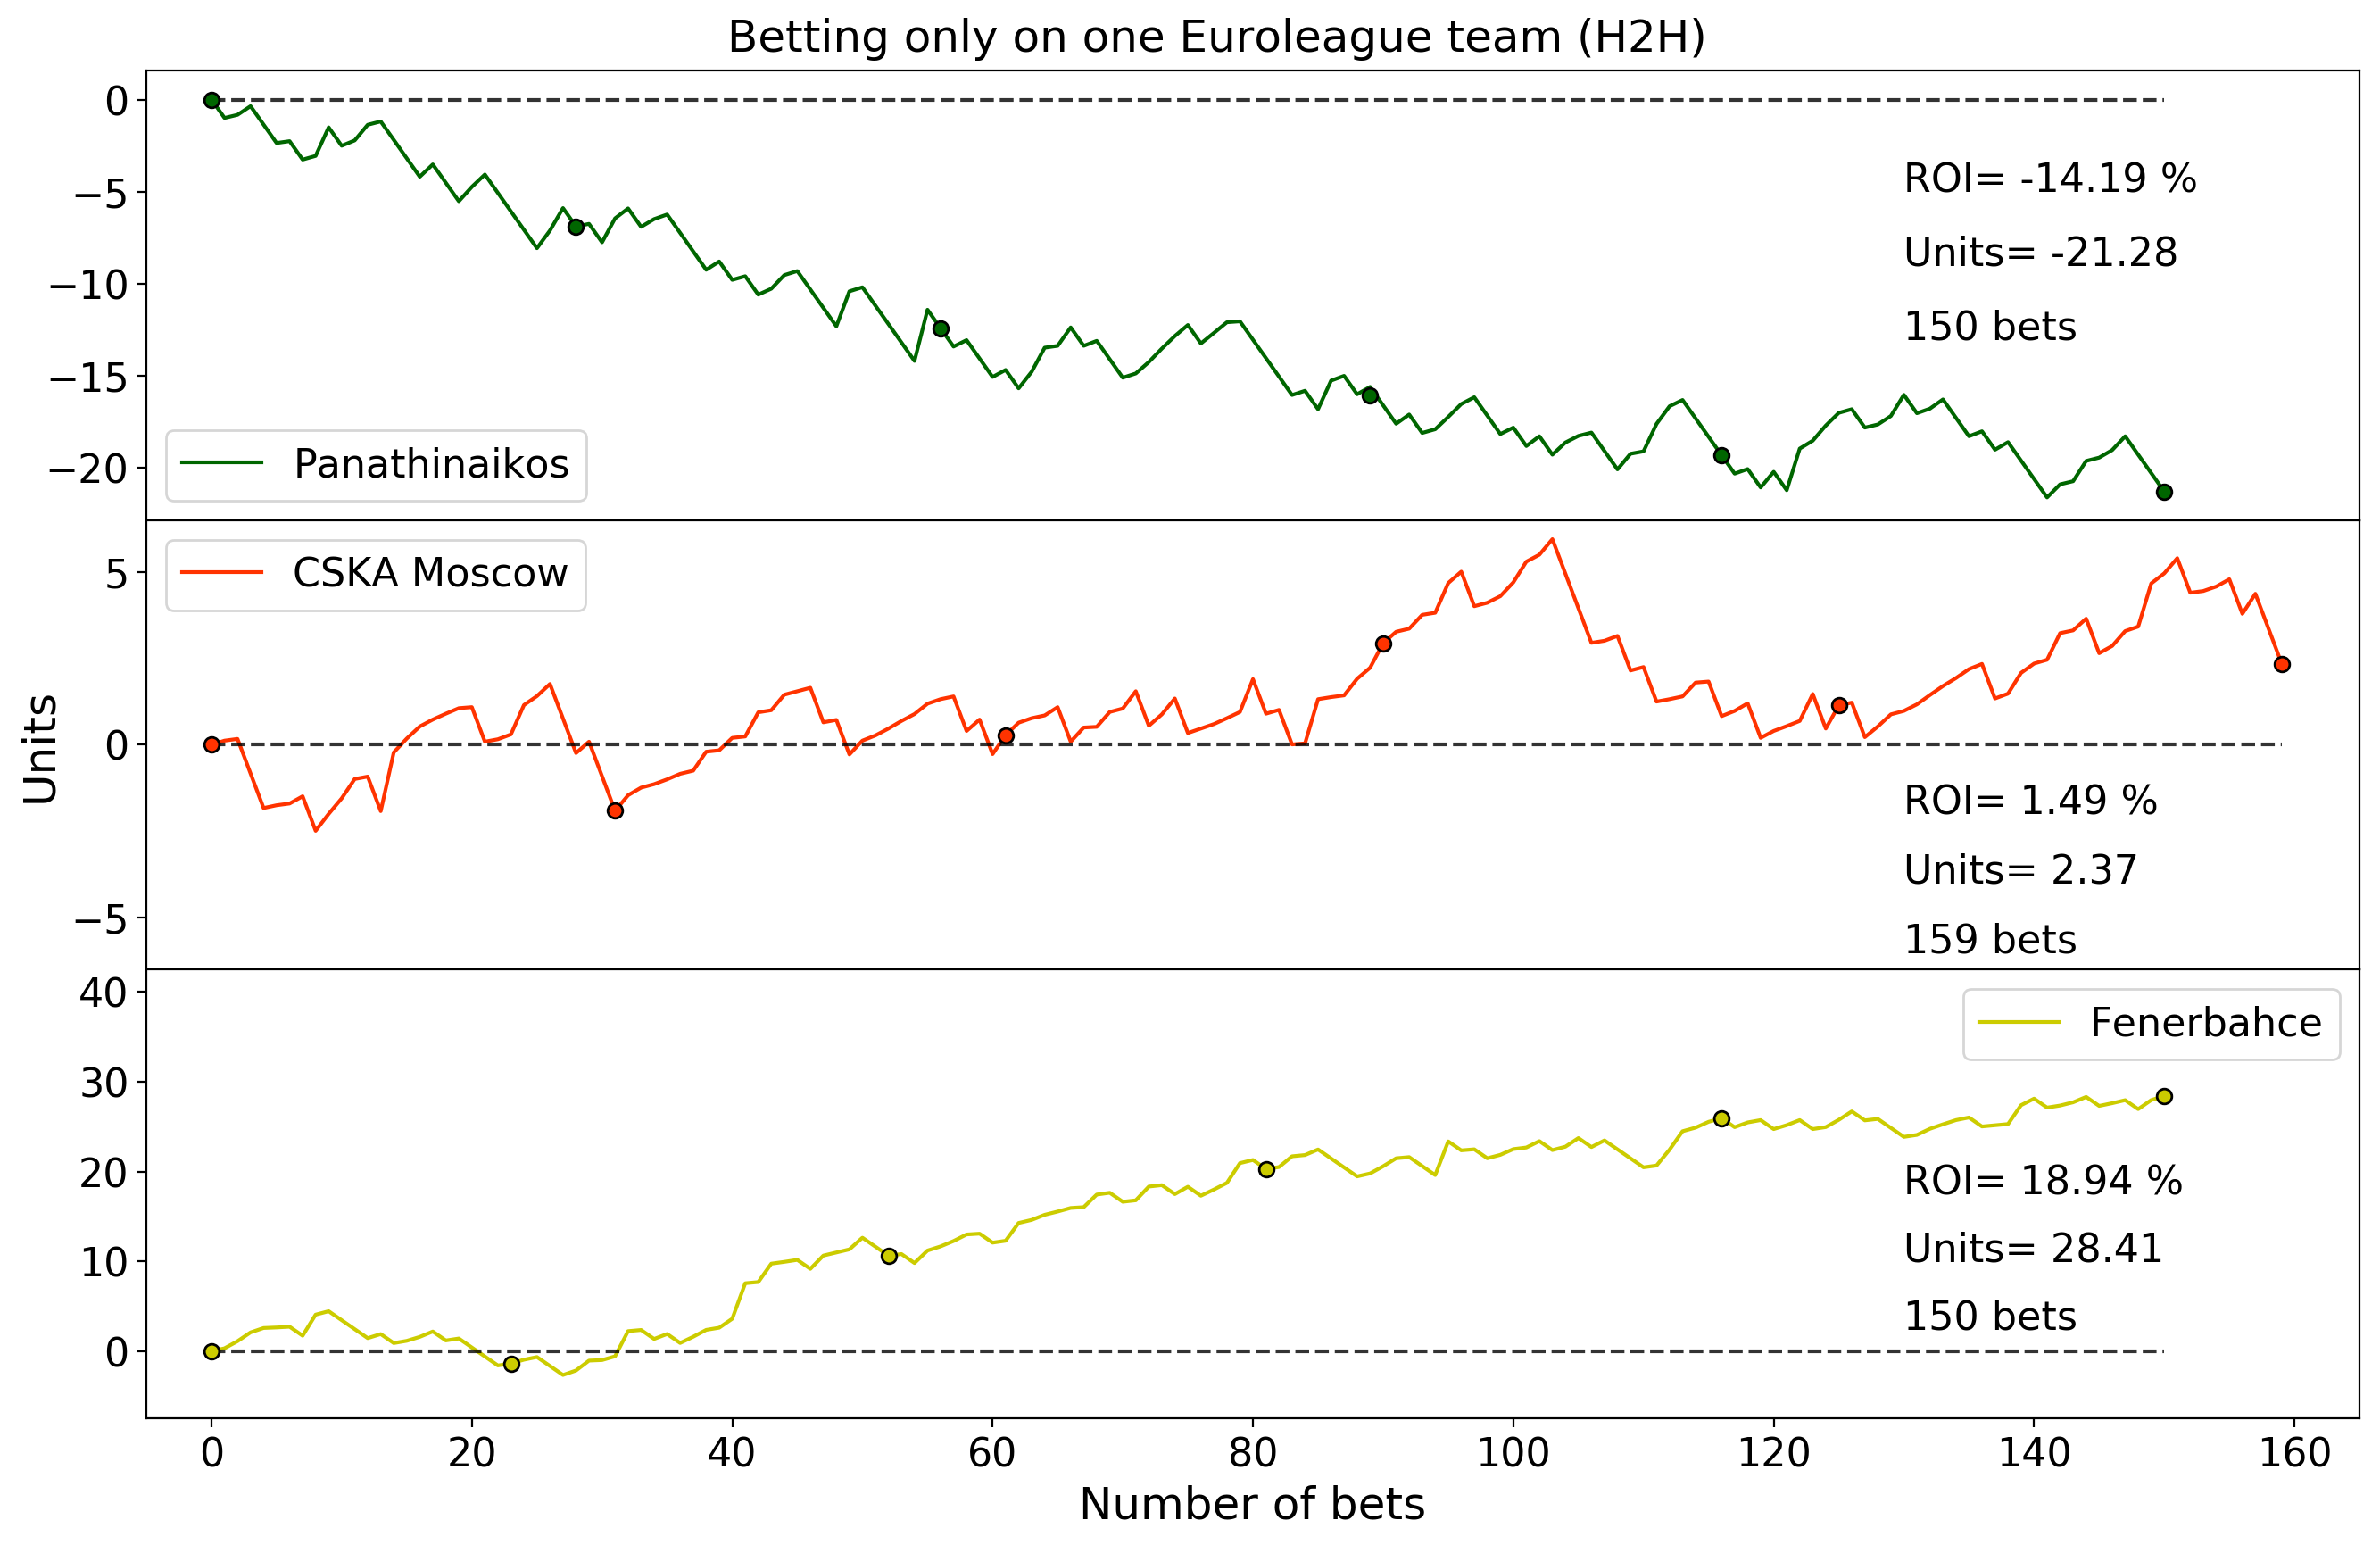 Betting only on one Euroleague team (H2H)
0
−5
−10
−15
−20
ROI= -14.19 %
Units= -21.28
150 bets
Panathinaikos
Units
5
0
−5
CSKA Moscow
ROI= 1.49 %
Units= 2.37
159 bets
40
30
20
10
0
Fenerbahce
ROI= 18.94 %
Units= 28.41
150 bets
0 20 40 60 80 100 120 140 160
Number of bets